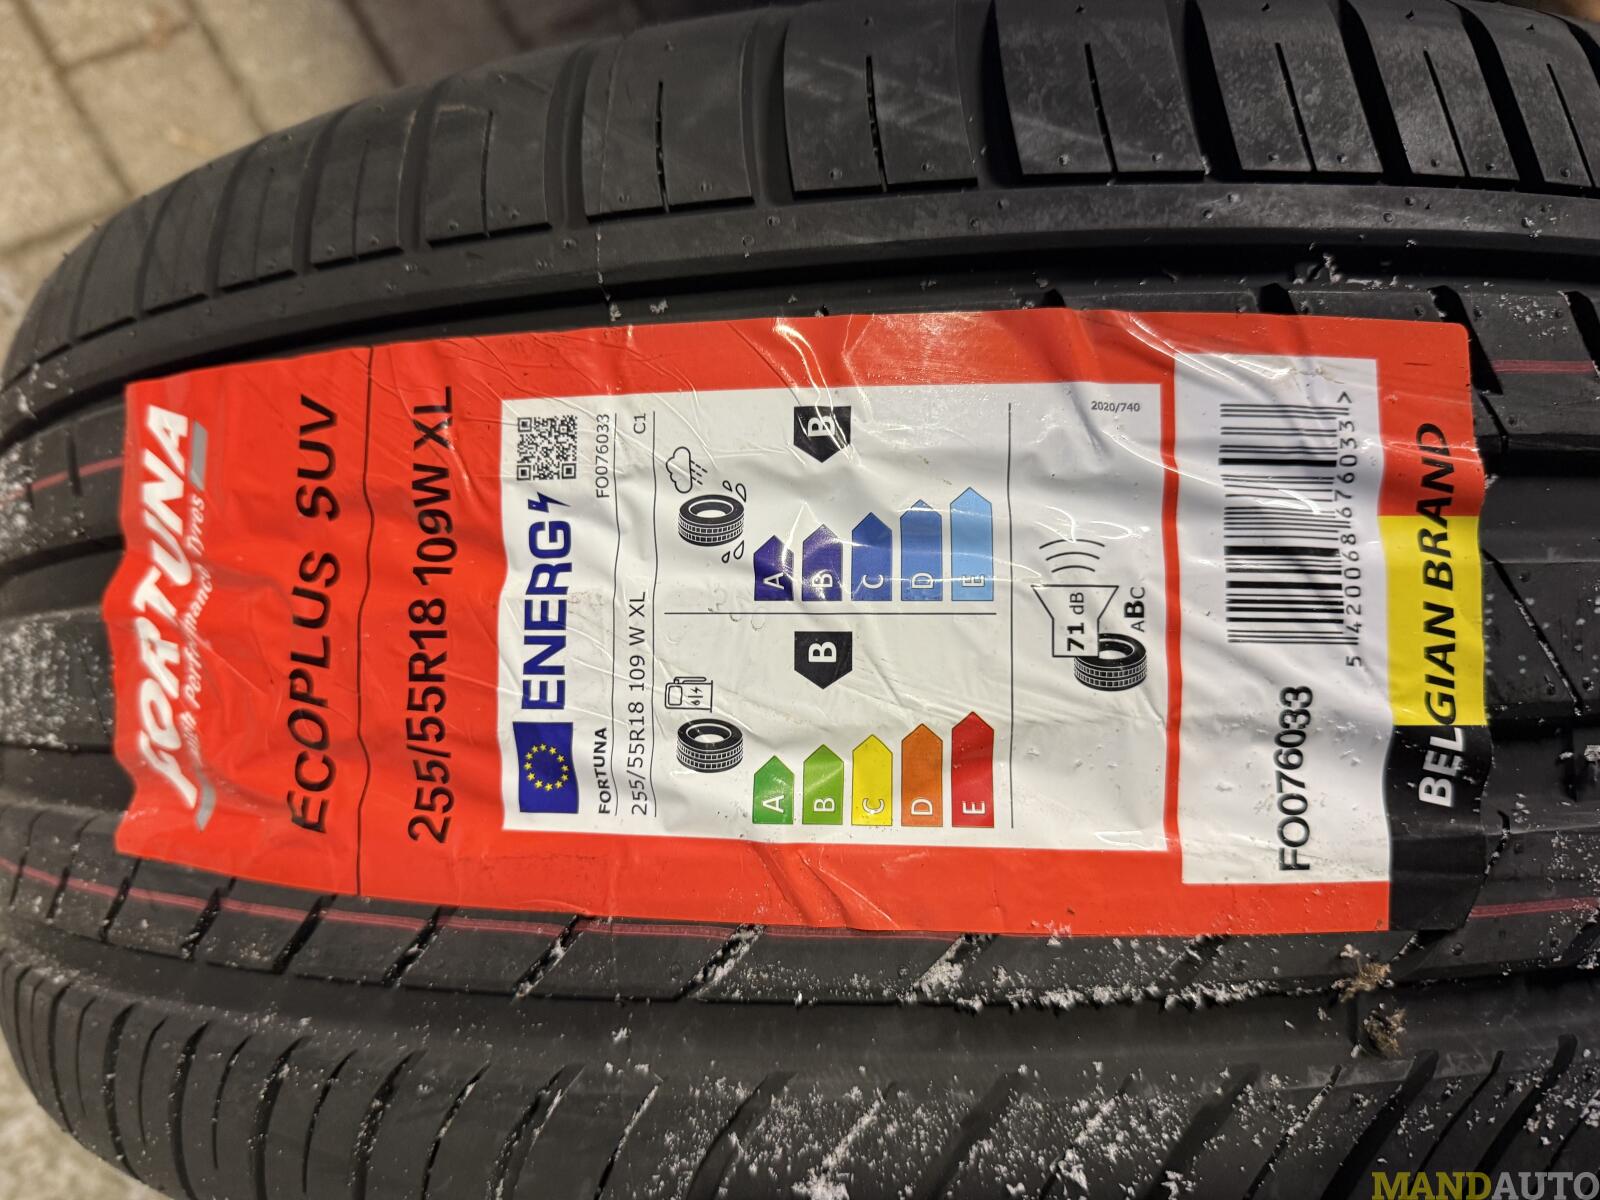 FORTUNA
Your Performance Tyres
ECOPLUS SUV
255/55R18 109W XL
ENERG
FORTUNA
FO076033
255/55R18 109 W XL
C1
A
B
C
D
E
B
A
B
C
D
E
B
71 dB
ABC
2020/740
5 420068 676033 >
FO076033
BELGIAN BRAND
MANDAUTO